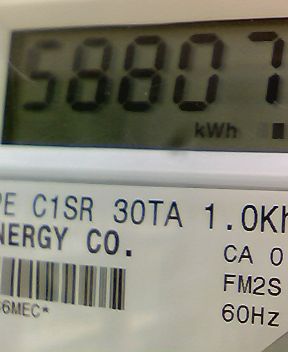 58807
kWh
PE C1SR 30TA 1.0Kh
NERGY CO.
CA 0
FM2S
60Hz
6MEC*